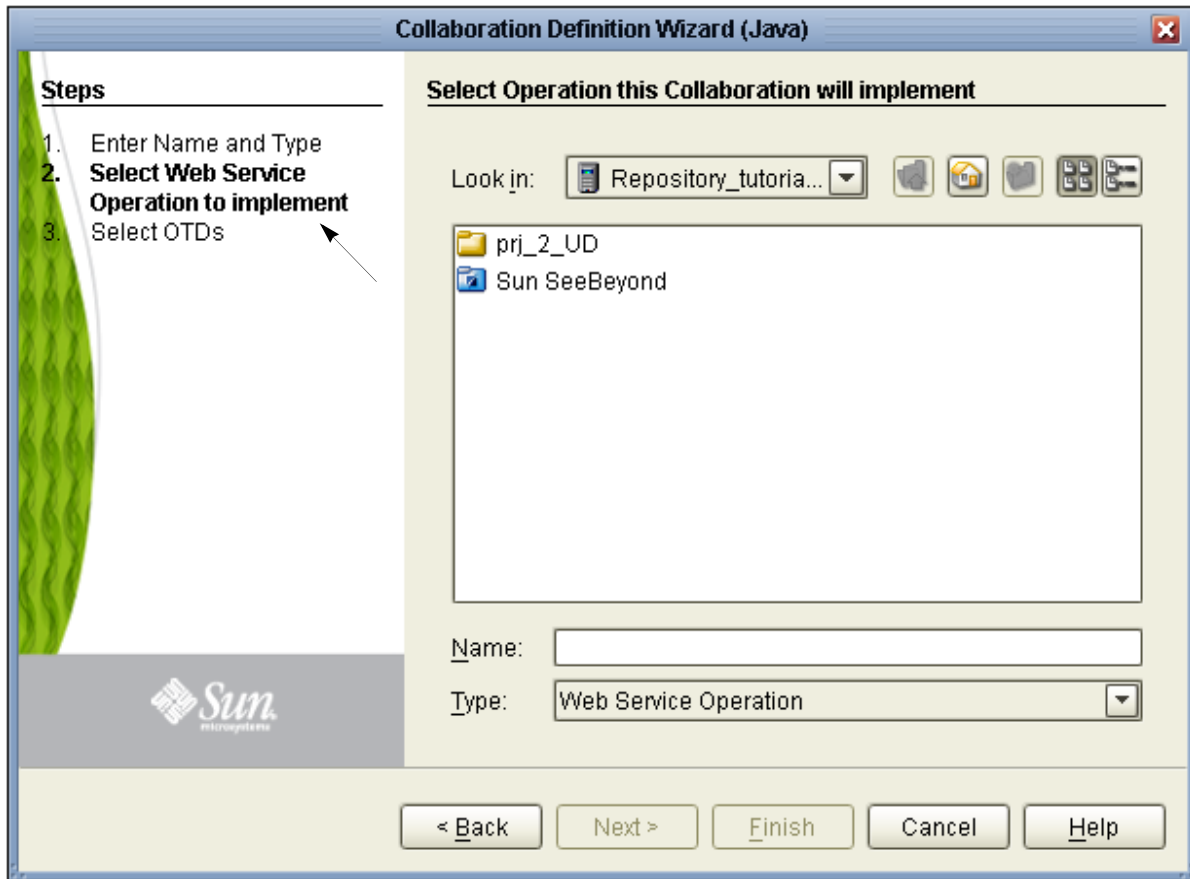 Collaboration Definition Wizard (Java)
Steps
1. Enter Name and Type
2. Select Web Service
Operation to implement
3. Select OTDs
Sun
microsystems
Select Operation this Collaboration will implement
Look in: Repository_tutoria...
prj_2_UD
Sun SeeBeyond
Name:
Type: Web Service Operation
< Back Next > Finish Cancel Help